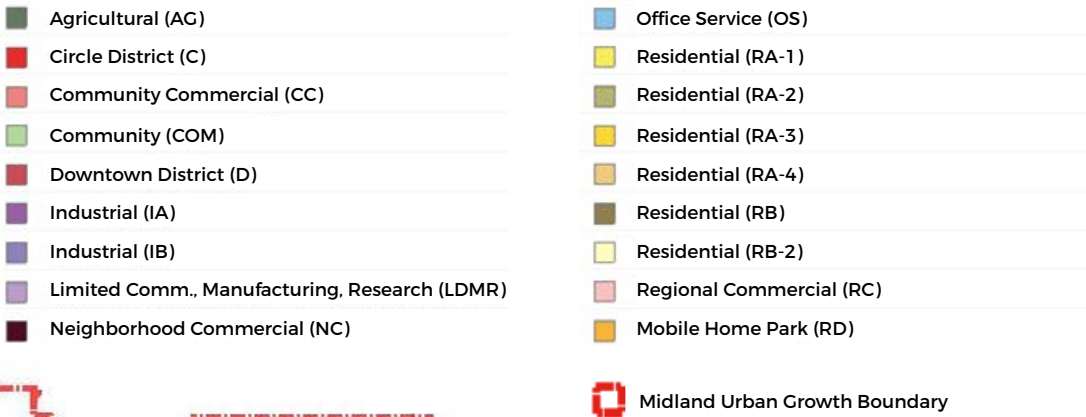 Agricultural (AG)
Circle District (C)
Community Commercial (CC)
Community (COM)
Downtown District (D)
Industrial (IA)
Industrial (IB)
Limited Comm., Manufacturing, Research (LDMR)
Neighborhood Commercial (NC)
Office Service (OS)
Residential (RA-1)
Residential (RA-2)
Residential (RA-3)
Residential (RA-4)
Residential (RB)
Residential (RB-2)
Regional Commercial (RC)
Mobile Home Park (RD)
Midland Urban Growth Boundary